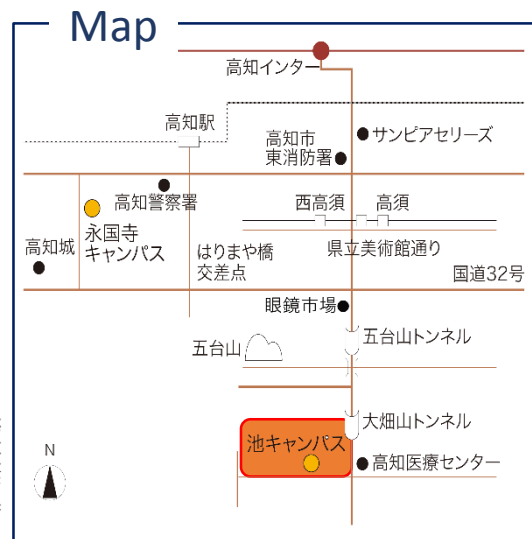 Map
高知インター
高知駅
高知市
東消防署
サンピアセリーズ
高知警察署
西高須
高須
永国寺
キャンパス
高知城
はりまや橋
交差点
県立美術館通り
国道32号
眼鏡市場
五台山
五台山トンネル
大畑山トンネル
池キャンパス
高知医療センター
N